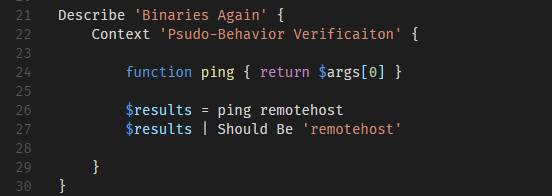 21 Describe 'Binaries Again' {
22     Context 'Psudo-Behavior Verificaiton' {
23
24         function ping { return $args[0] }
25
26         $results = ping remotehost
27         $results | Should Be 'remotehost'
28
29     }
30 }